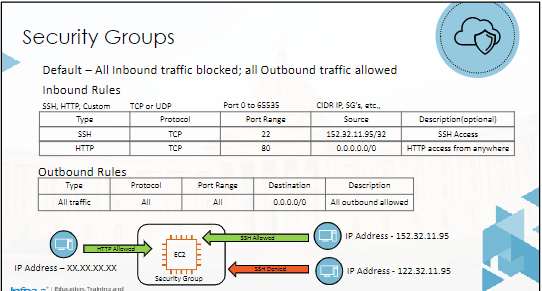 Security Groups
Default – All Inbound traffic blocked; all Outbound traffic allowed
Inbound Rules
SSH, HTTP, Custom TCP or UDP Port 0 to 65535 CIDR IP, SG's, etc.,
Type Protocol Port Range Source Description(optional)
SSH TCP 22 152.32.11.95/32 SSH Access
HTTP TCP 80 0.0.0.0.0/0 HTTP access from anywhere
Outbound Rules
Type Protocol Port Range Destination Description
All traffic All All 0.0.0.0/0 All outbound allowed
HTTP Allowed
EC2
SSH Allowed
IP Address - 152.32.11.95
IP Address – XX.XX.XX.XX
Security Group
SSH Denied
IP Address - 122.32.11.95
Education, Training and